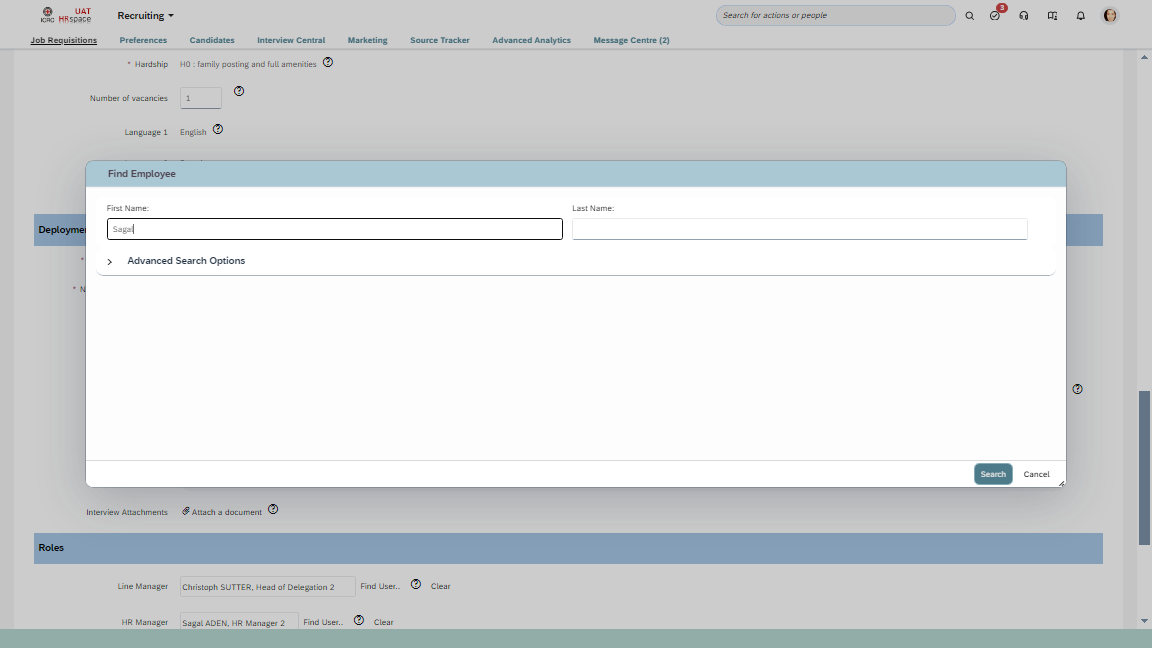 ICRC
UAT
HRspace
Recruiting
Search for actions or people
3
Job Requisitions
Preferences
Candidates
Interview Central
Marketing
Source Tracker
Advanced Analytics
Message Centre (2)
* Hardship
H0 : family posting and full amenities
Number of vacancies
1
Language 1
English
Find Employee
First Name:
Last Name:
Sagal
Advanced Search Options
* N
Search
Cancel
Interview Attachments
Attach a document
Roles
Line Manager
Christoph SUTTER, Head of Delegation 2
Find User..
Clear
HR Manager
Sagal ADEN, HR Manager 2
Find User..
Clear